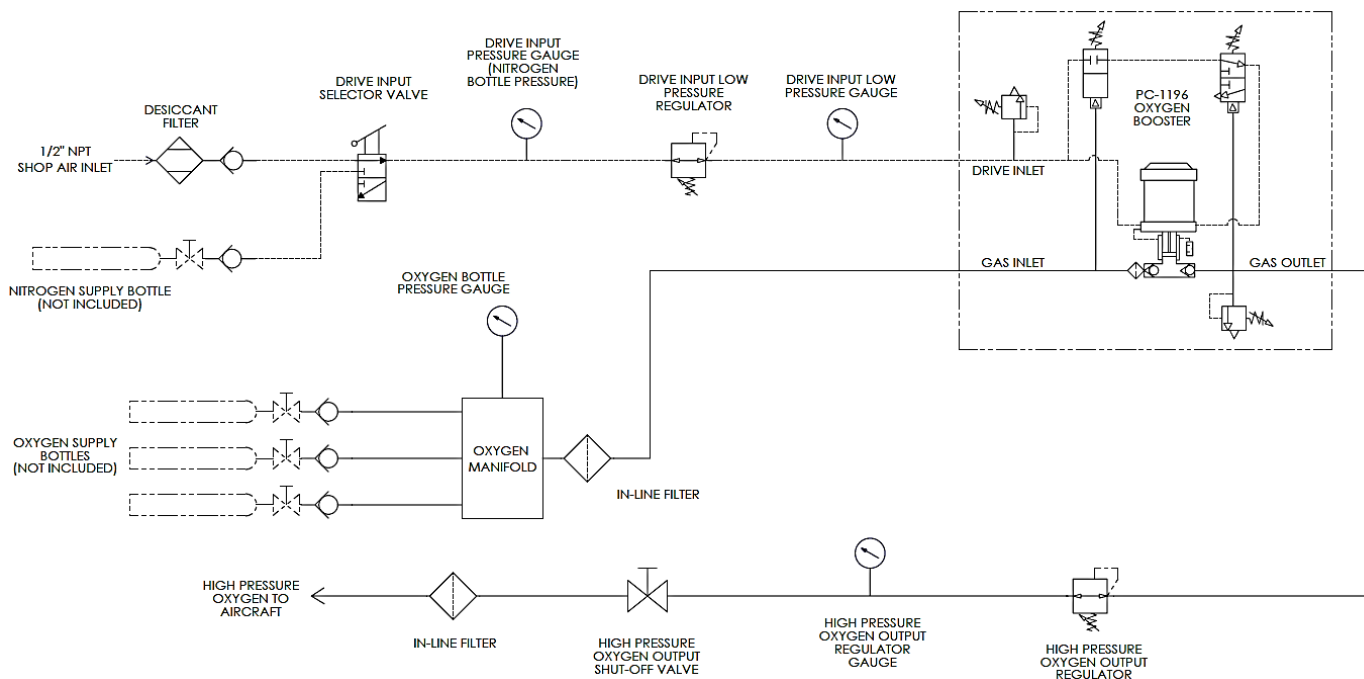 DRIVE INPUT
PRESSURE GAUGE
(NITROGEN
BOTTLE PRESSURE)
DRIVE INPUT
SELECTOR VALVE
DRIVE INPUT LOW
PRESSURE
REGULATOR
DRIVE INPUT LOW
PRESSURE GAUGE
PC-1196
OXYGEN
BOOSTER
DESICCANT
FILTER
1/2" NPT
SHOP AIR INLET
DRIVE INLET
NITROGEN SUPPLY BOTTLE
(NOT INCLUDED)
OXYGEN BOTTLE
PRESSURE GAUGE
GAS INLET
GAS OUTLET
OXYGEN SUPPLY
BOTTLES
(NOT INCLUDED)
OXYGEN
MANIFOLD
IN-LINE FILTER
HIGH PRESSURE
OXYGEN TO
AIRCRAFT
IN-LINE FILTER
HIGH PRESSURE
OXYGEN OUTPUT
SHUT-OFF VALVE
HIGH PRESSURE
OXYGEN OUTPUT
REGULATOR
GAUGE
HIGH PRESSURE
OXYGEN OUTPUT
REGULATOR